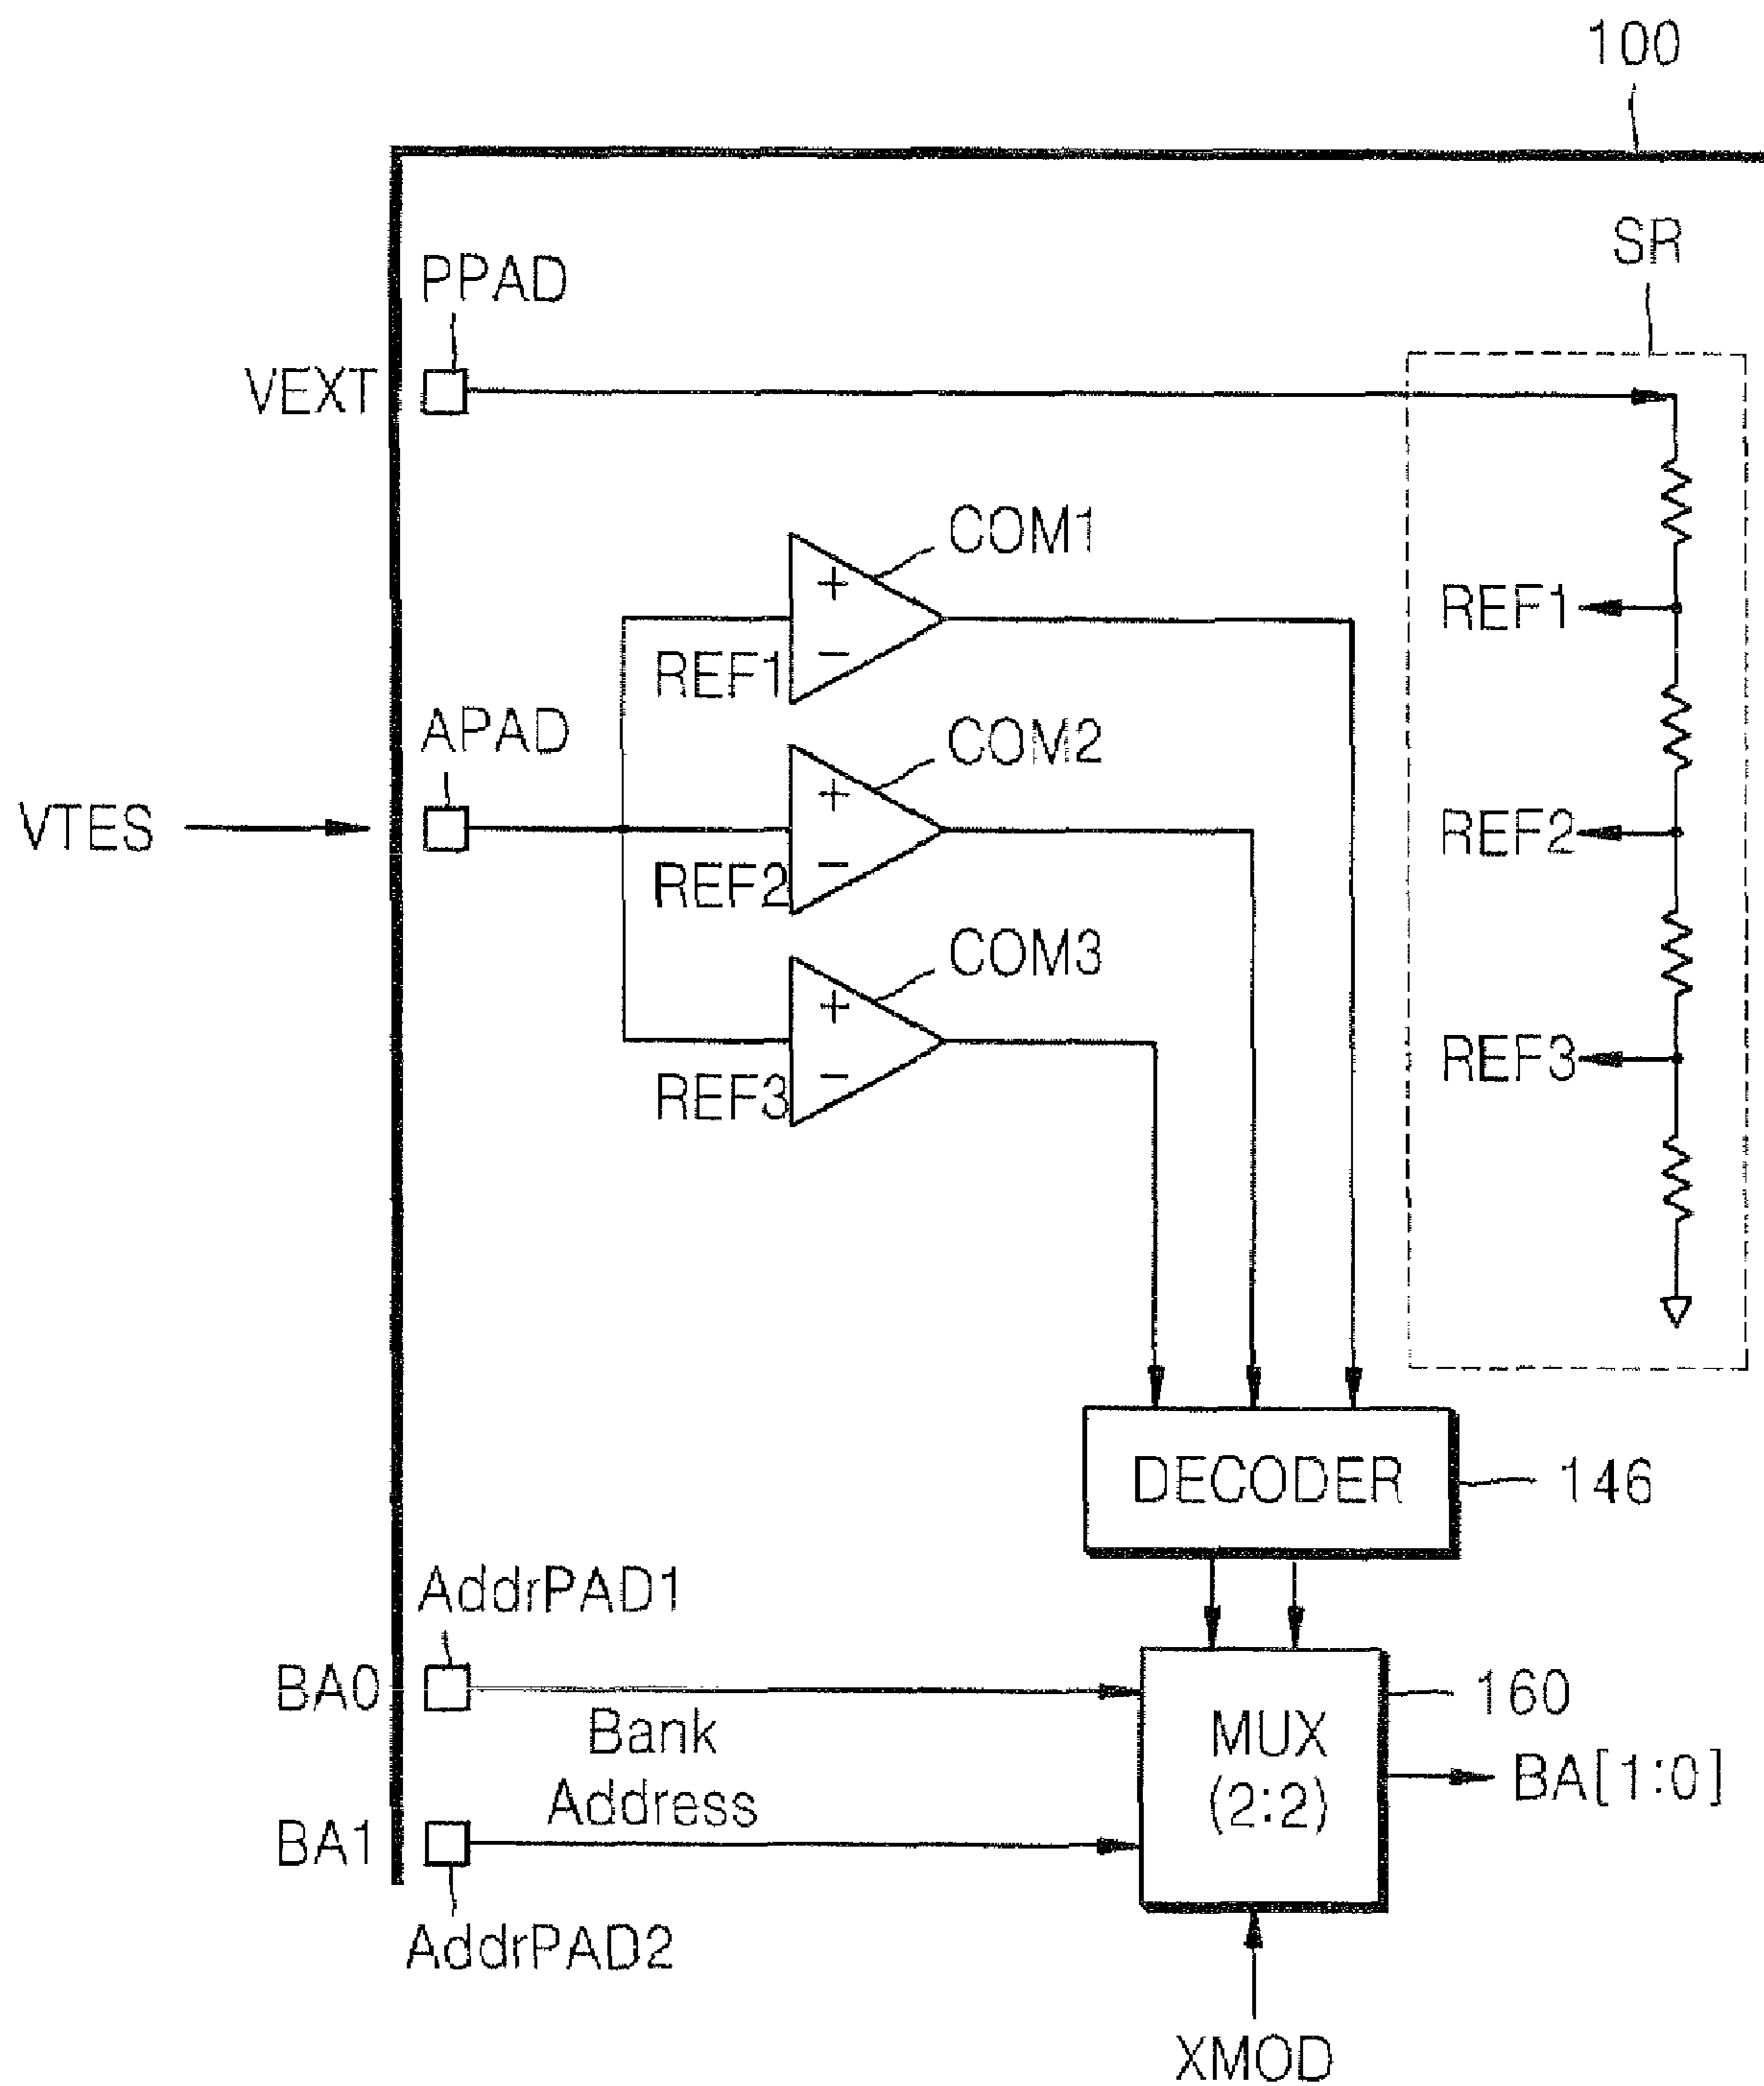 100
SR
PPAD
VEXT
COM1
+
−
REF1
REF1
APAD
COM2
VTES
+
−
REF2
REF2
COM3
+
−
REF3
REF3
DECODER
146
AddrPAD1
BA0
Bank
Address
160
MUX
(2:2)
BA[1:0]
BA1
AddrPAD2
XMOD